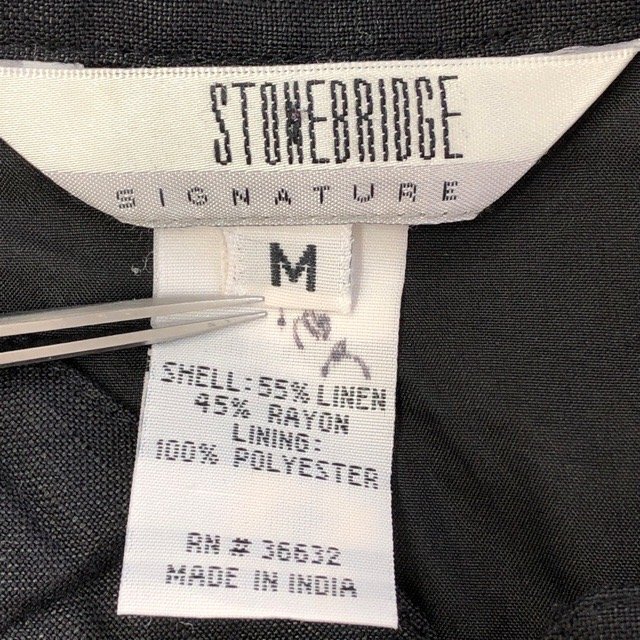 STONEBRIDGE
SIGNATURE
M
SHELL: 55% LINEN
45% RAYON
LINING:
100% POLYESTER
RN # 36632
MADE IN INDIA